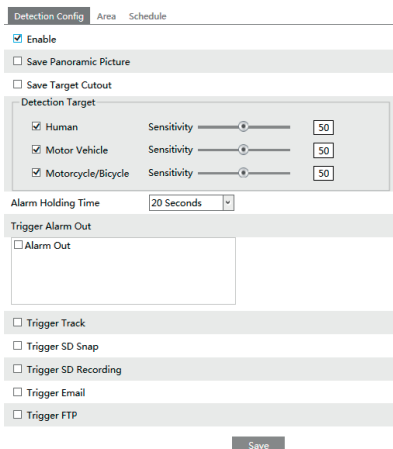 Detection Config Area Schedule
Enable
Save Panoramic Picture
Save Target Cutout
Detection Target
Human Sensitivity 50
Motor Vehicle Sensitivity 50
Motorcycle/Bicycle Sensitivity 50
Alarm Holding Time 20 Seconds
Trigger Alarm Out
Alarm Out
Trigger Track
Trigger SD Snap
Trigger SD Recording
Trigger Email
Trigger FTP
Save